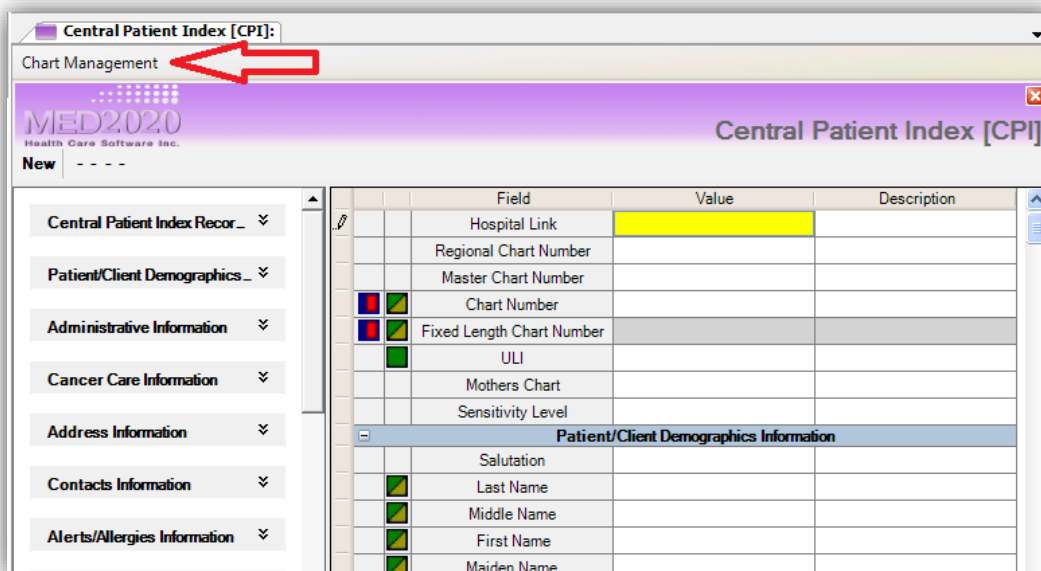 Central Patient Index [CPI]:
Chart Management
MED2020
Health Care Software Inc.
Central Patient Index [CPI]
New - - - -
Central Patient Index Recor...
Patient/Client Demographics...
Administrative Information
Cancer Care Information
Address Information
Contacts Information
Alerts/Allergies Information
Field Value Description
Hospital Link
Regional Chart Number
Master Chart Number
Chart Number
Fixed Length Chart Number
ULI
Mothers Chart
Sensitivity Level
Patient/Client Demographics Information
Salutation
Last Name
Middle Name
First Name
Maiden Name